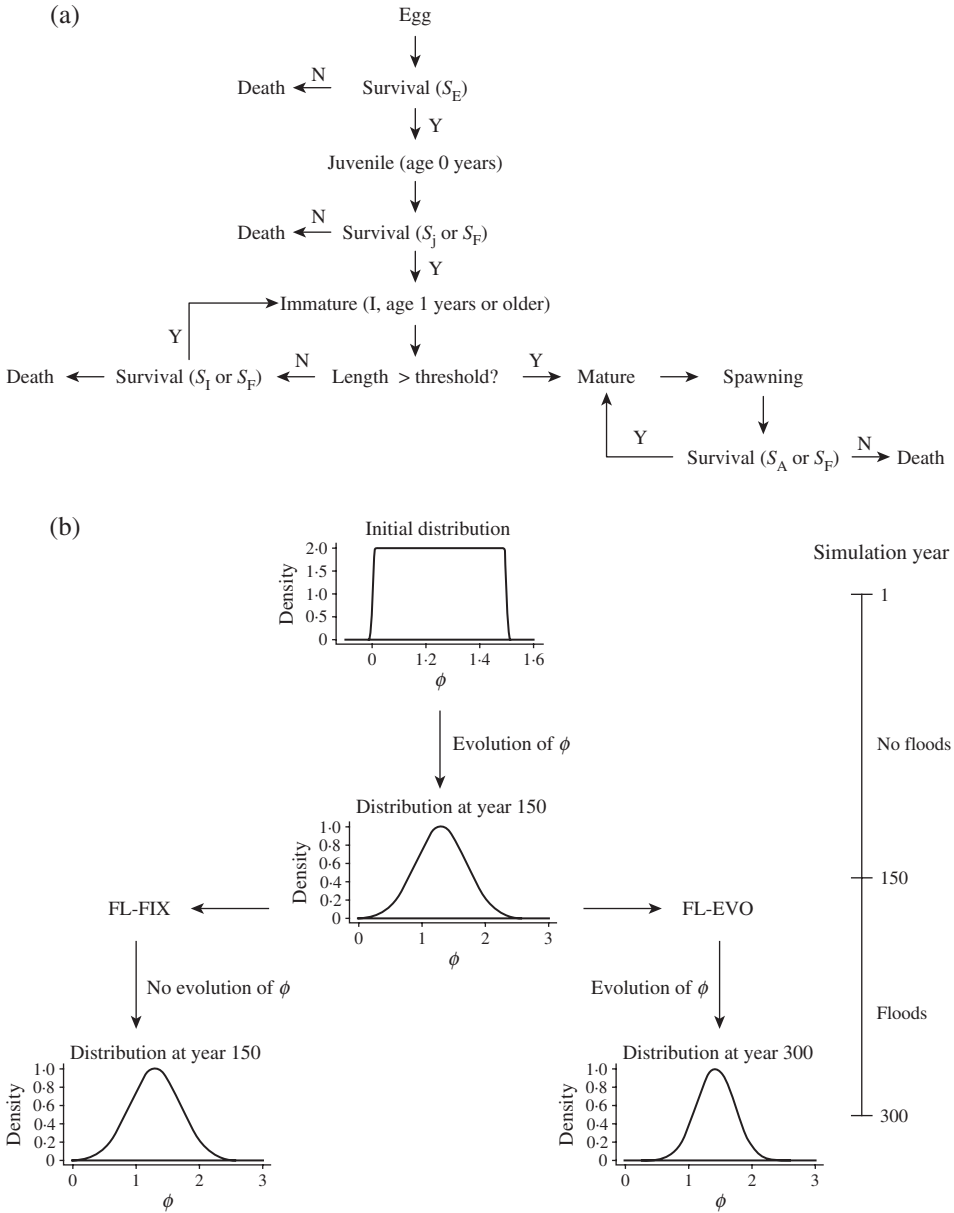 (a)
Egg
Death N Survival (S_E)
Y
Juvenile (age 0 years)
Death N Survival (S_j or S_F)
Y
Immature (I, age 1 years or older)
Y
Death Survival (S_I or S_F) N Length > threshold? Y Mature Spawning
Y Survival (S_A or S_F) N Death
(b)
Initial distribution
Density
2·0
1·5
1·0
0·5
0
0 1·2 1·4 1·6
ϕ
Evolution of ϕ
Distribution at year 150
Density
1·0
0·8
0·6
0·4
0·2
0
0 1 2 3
ϕ
FL-FIX
No evolution of ϕ
Distribution at year 150
Density
1·0
0·8
0·6
0·4
0·2
0
0 1 2 3
ϕ
FL-EVO
Evolution of ϕ
Distribution at year 300
Density
1·0
0·8
0·6
0·4
0·2
0
0 1 2 3
ϕ
Simulation year
1
No floods
150
Floods
300